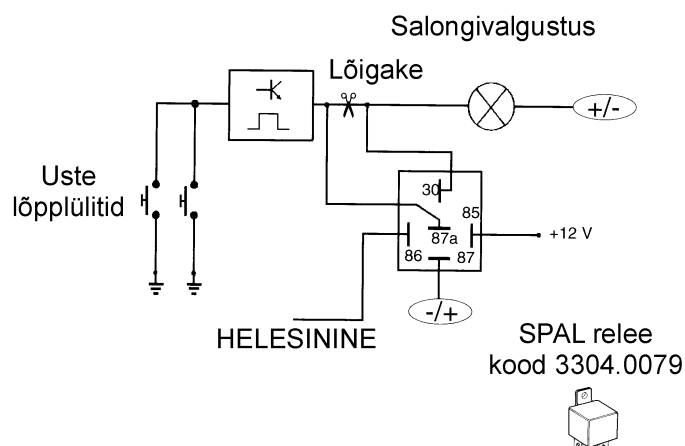 Salongivalgustus
Lõigake
+/-
Uste
lõpplülitid
30
85
87a
+12 V
86
87
-/+
HELESININE
SPAL relee
kood 3304.0079